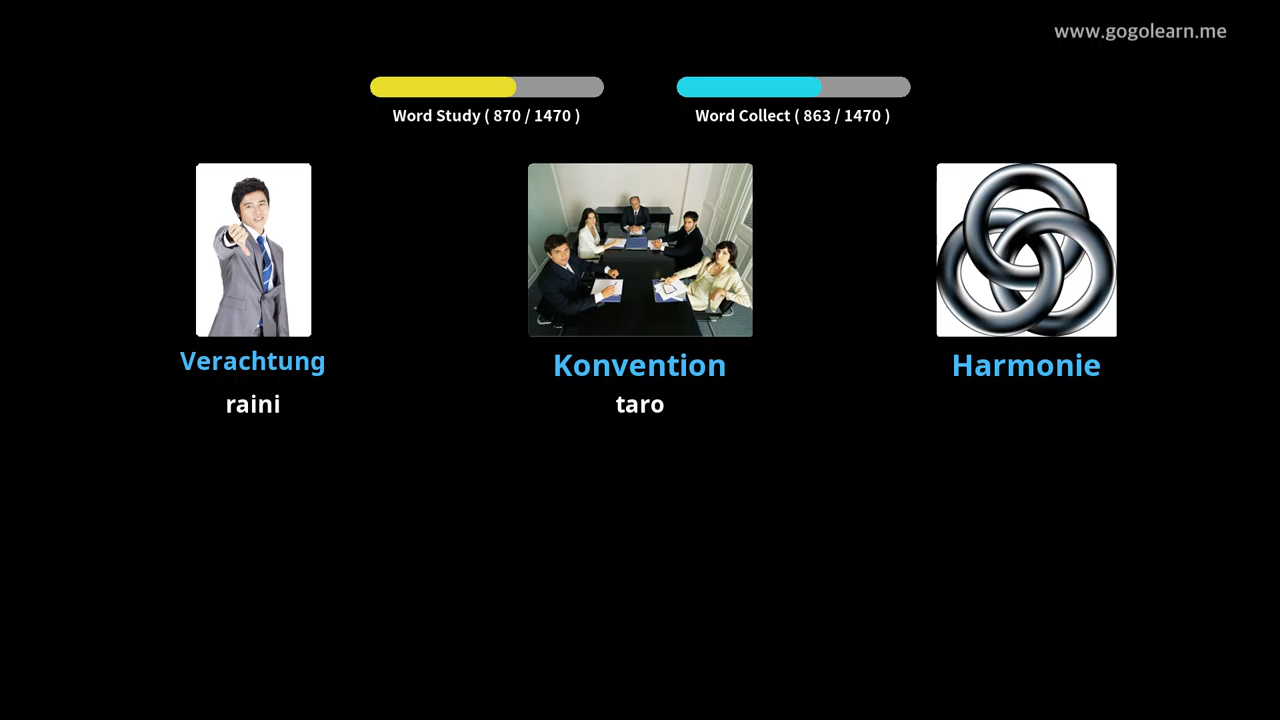 www.gogolearn.me
Word Study ( 870 / 1470 )
Word Collect ( 863 / 1470 )
Verachtung
raini
Konvention
taro
Harmonie